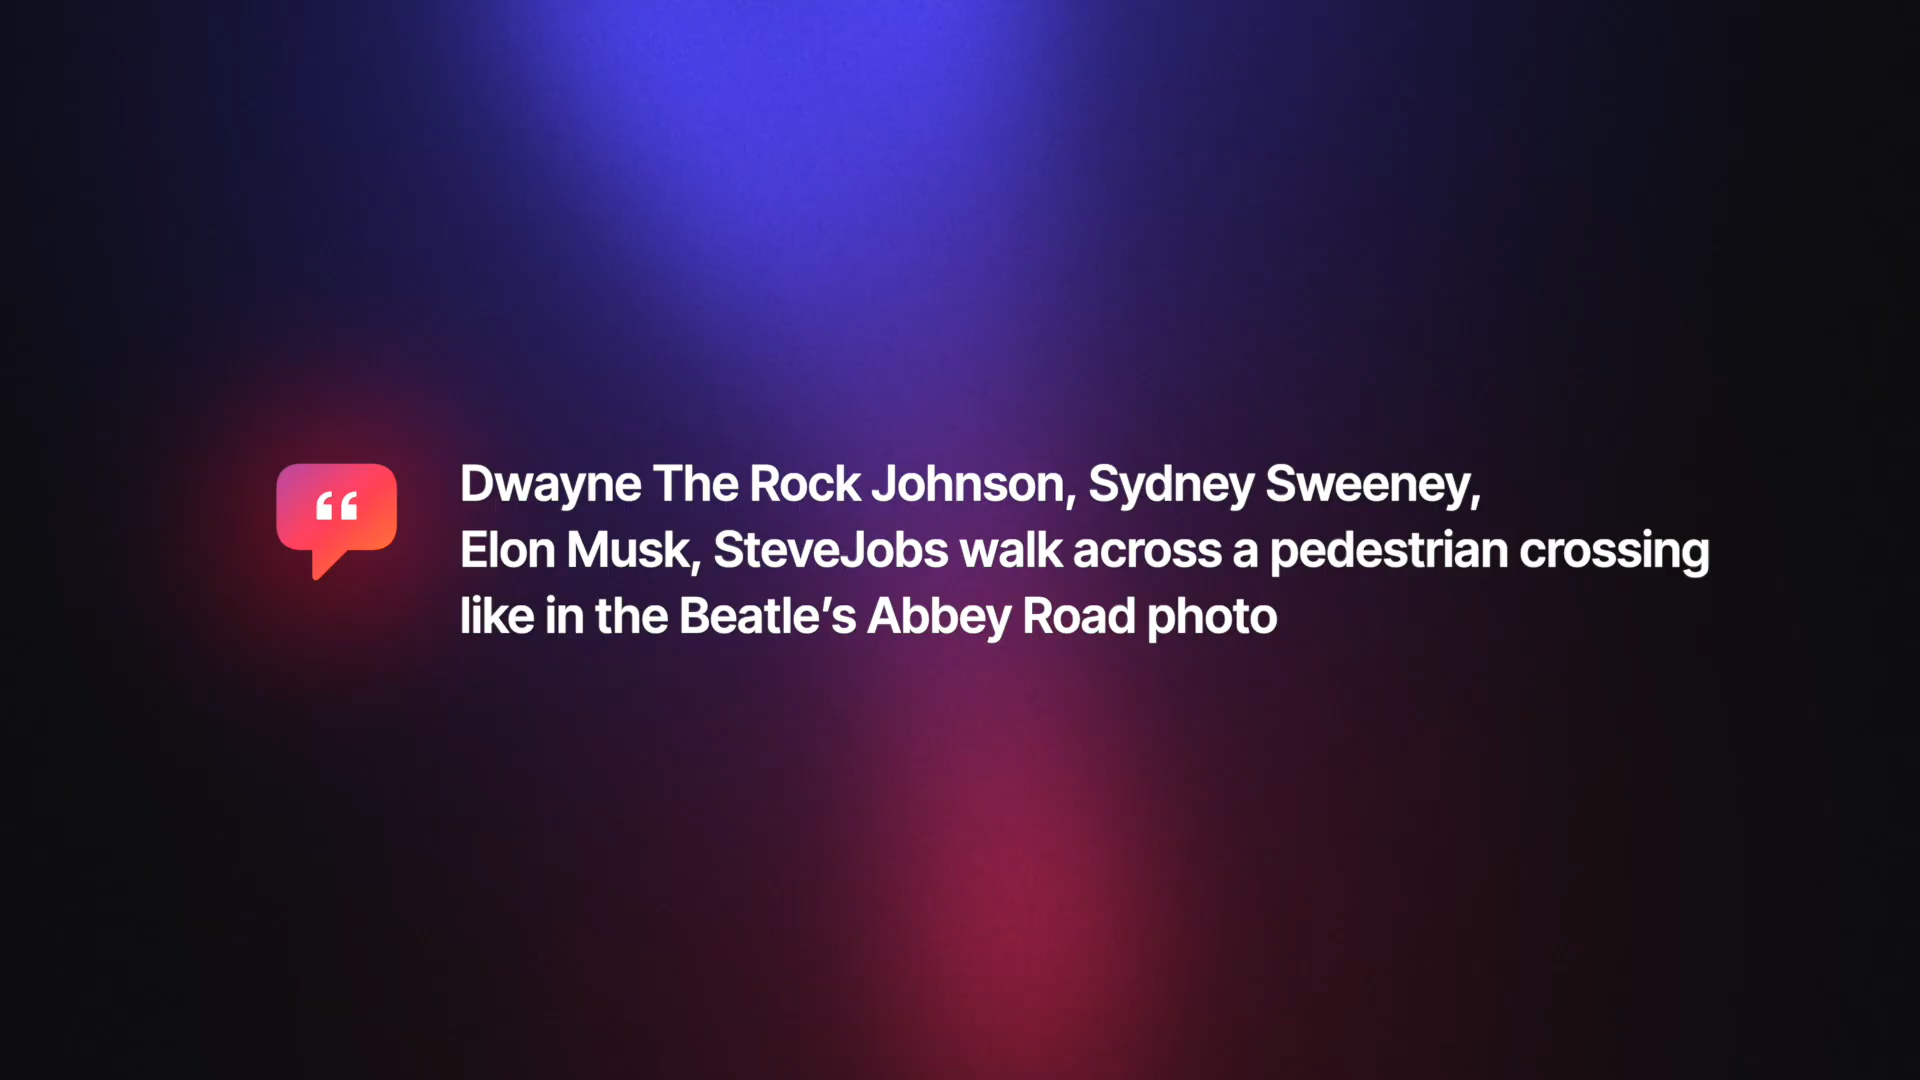 Dwayne The Rock Johnson, Sydney Sweeney,
Elon Musk, SteveJobs walk across a pedestrian crossing
like in the Beatle’s Abbey Road photo